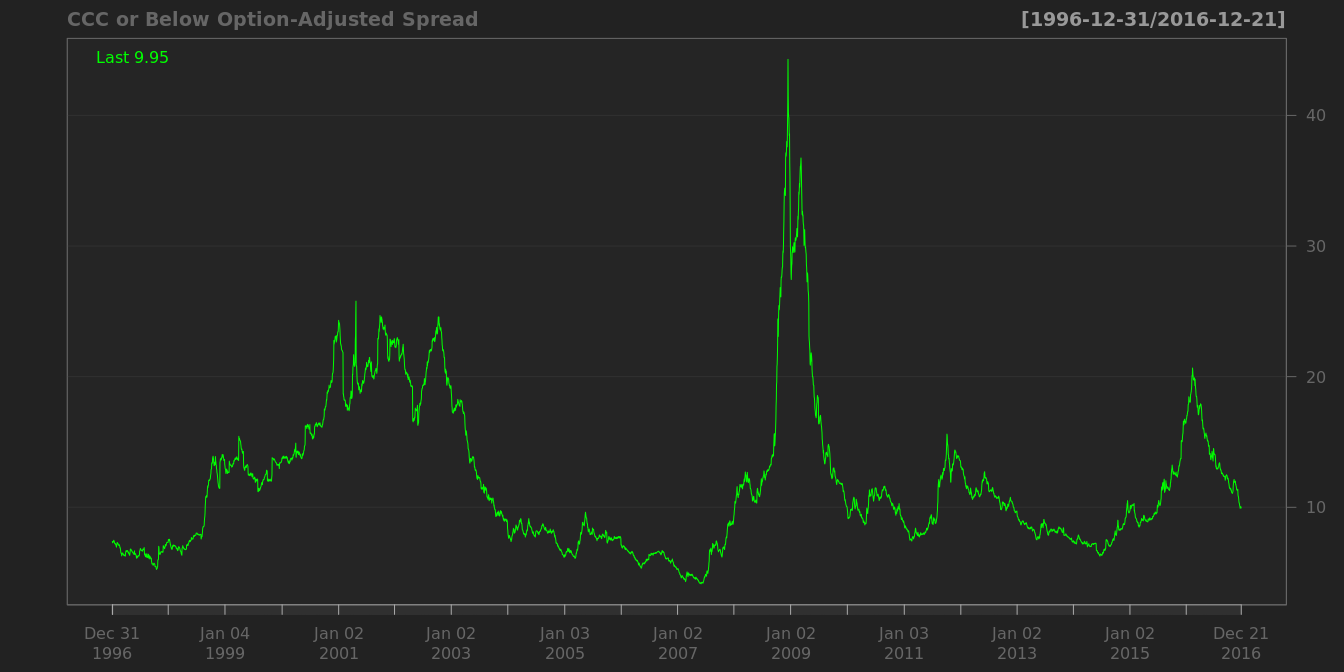 CCC or Below Option-Adjusted Spread [1996-12-31/2016-12-21]
Last 9.95
40
30
20
10
Dec 31 Jan 04 Jan 02 Jan 02 Jan 03 Jan 02 Jan 02 Jan 03 Jan 02 Jan 02 Dec 21
1996 1999 2001 2003 2005 2007 2009 2011 2013 2015 2016